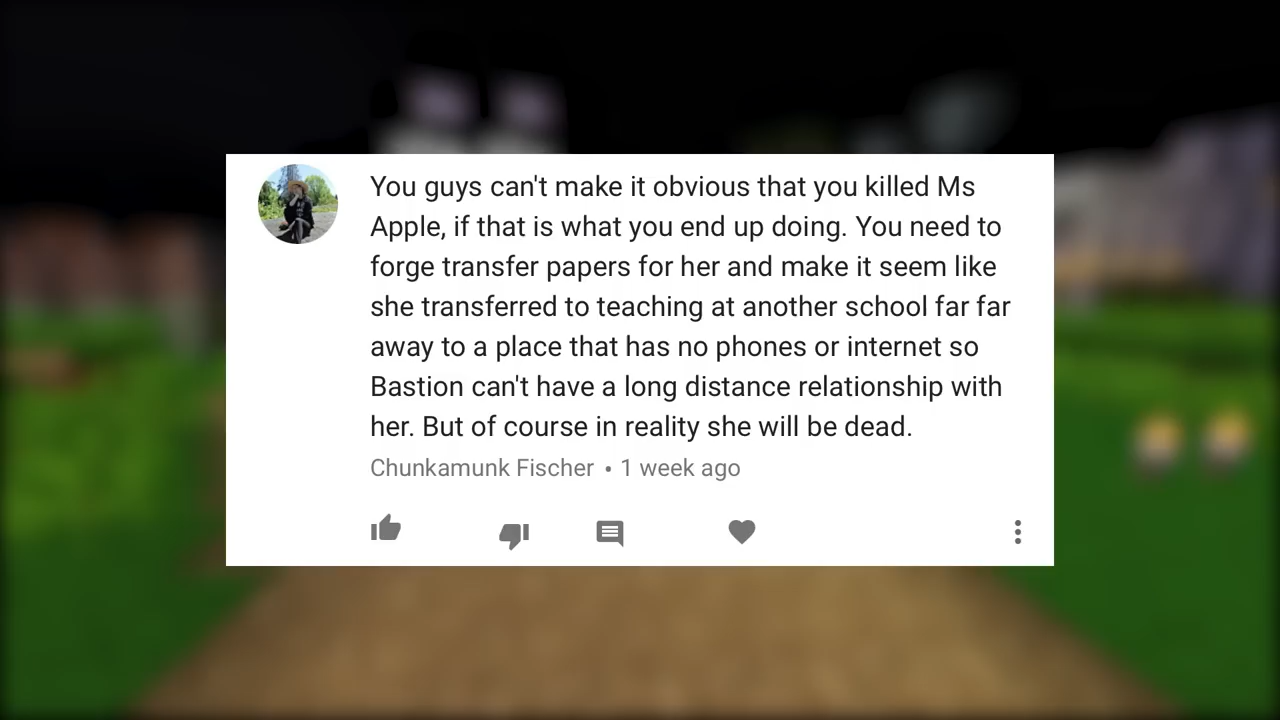 You guys can't make it obvious that you killed Ms
Apple, if that is what you end up doing. You need to
forge transfer papers for her and make it seem like
she transferred to teaching at another school far far
away to a place that has no phones or internet so
Bastion can't have a long distance relationship with
her. But of course in reality she will be dead.
Chunkamunk Fischer • 1 week ago